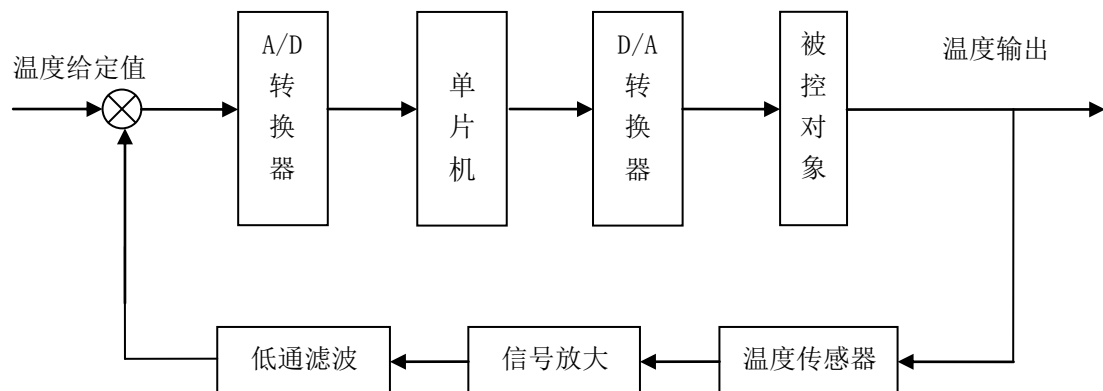 温度给定值
A/D
转
换
器
单
片
机
D/A
转
换
器
被
控
对
象
温度输出
低通滤波
信号放大
温度传感器